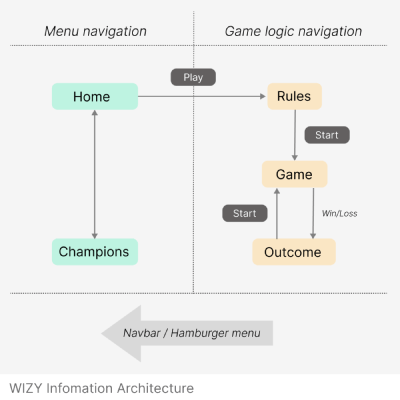 Menu navigation
Game logic navigation
Play
Home
Rules
Start
Game
Start
Win/Loss
Champions
Outcome
Navbar / Hamburger menu
WIZY Infomation Architecture